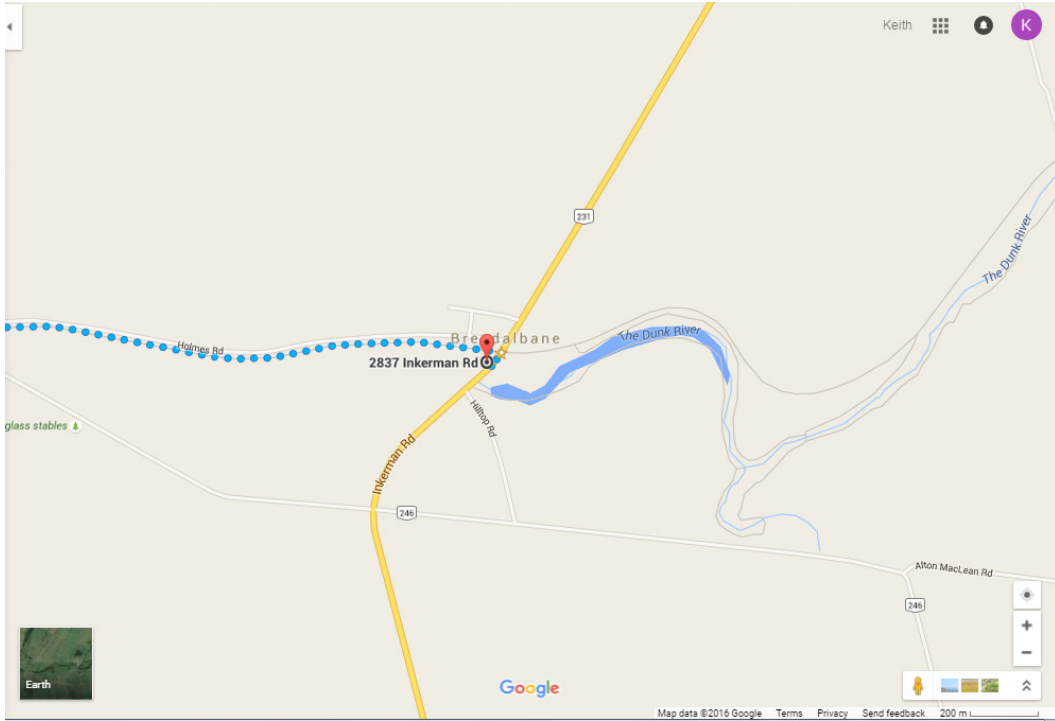 Keith
K
231
The Dunk River
Holmes Rd
Breadalbane
The Dunk River
2837 Inkerman Rd
Hilltop Rd
glass stables
Inkerman Rd
246
Alton MacLean Rd
246
Earth
Google
Map data ©2016 Google Terms Privacy Send feedback 200 m